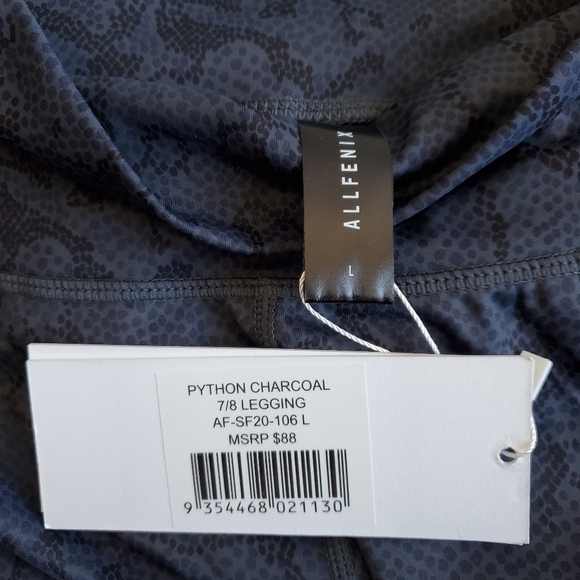 ALLFENIX
L
PYTHON CHARCOAL
7/8 LEGGING
AF-SF20-106 L
MSRP $88
9 354468 021130